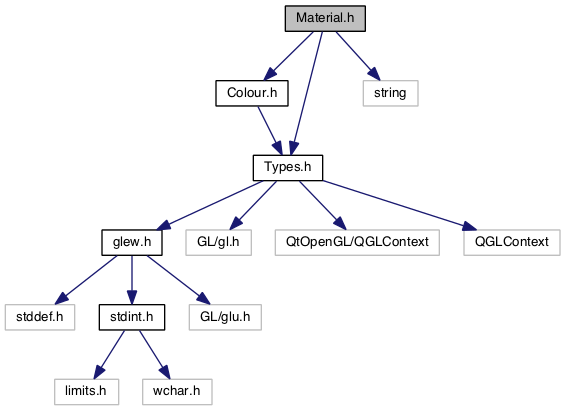 Material.h
Colour.h
string
Types.h
glew.h
GL/gl.h
QtOpenGL/QGLContext
QGLContext
stddef.h
stdint.h
GL/glu.h
limits.h
wchar.h